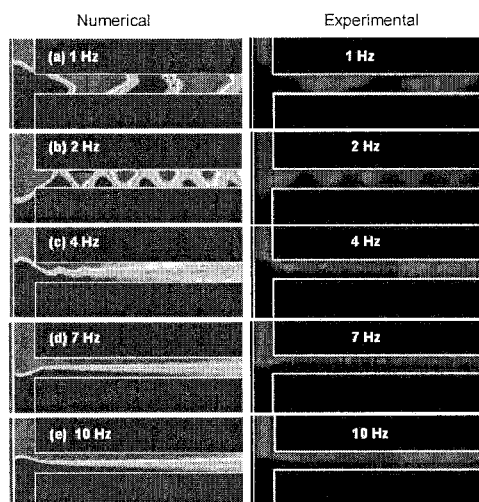 Numerical Experimental
(a) 1 Hz 1 Hz
(b) 2 Hz 2 Hz
(c) 4 Hz 4 Hz
(d) 7 Hz 7 Hz
(e) 10 Hz 10 Hz